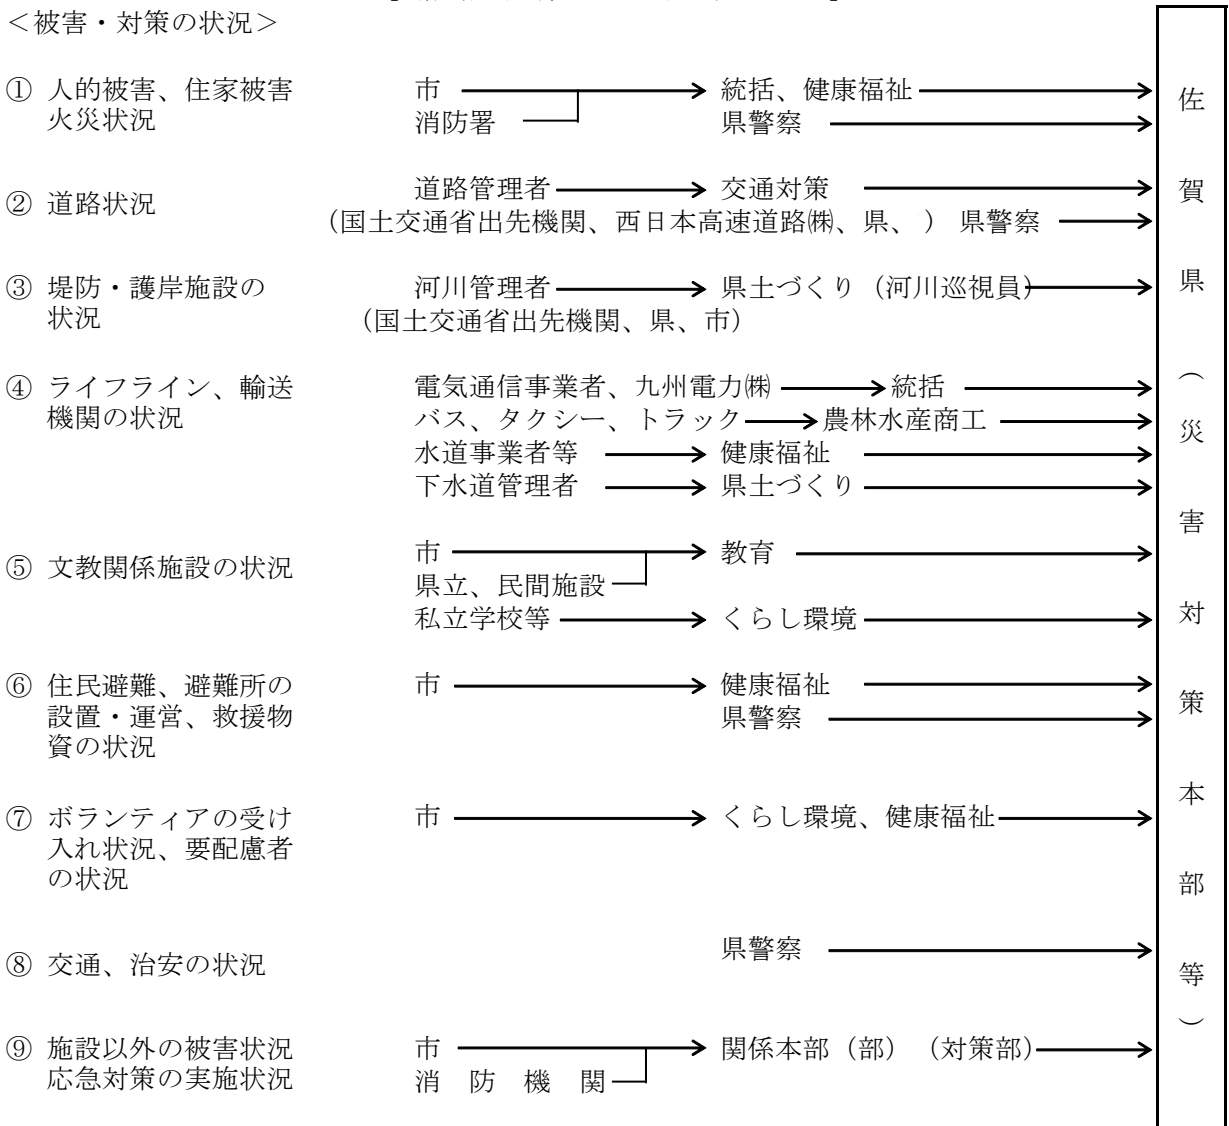 ＜被害・対策の状況＞
① 人的被害、住家被害
火災状況
市
消防署
統括、健康福祉
県警察
② 道路状況
道路管理者
交通対策
（国土交通省出先機関、西日本高速道路㈱、県、 ） 県警察
③ 堤防・護岸施設の
状況
河川管理者
県土づくり（河川巡視員）
（国土交通省出先機関、県、市）
④ ライフライン、輸送
機関の状況
電気通信事業者、九州電力㈱
統括
バス、タクシー、トラック
農林水産商工
水道事業者等
健康福祉
下水道管理者
県土づくり
⑤ 文教関係施設の状況
市
教育
県立、民間施設
私立学校等
くらし環境
⑥ 住民避難、避難所の
設置・運営、救援物
資の状況
市
健康福祉
県警察
⑦ ボランティアの受け
入れ状況、要配慮者
の状況
市
くらし環境、健康福祉
⑧ 交通、治安の状況
県警察
⑨ 施設以外の被害状況
応急対策の実施状況
市
消 防 機 関
関係本部（部）（対策部）
佐賀県（災害対策本部等）